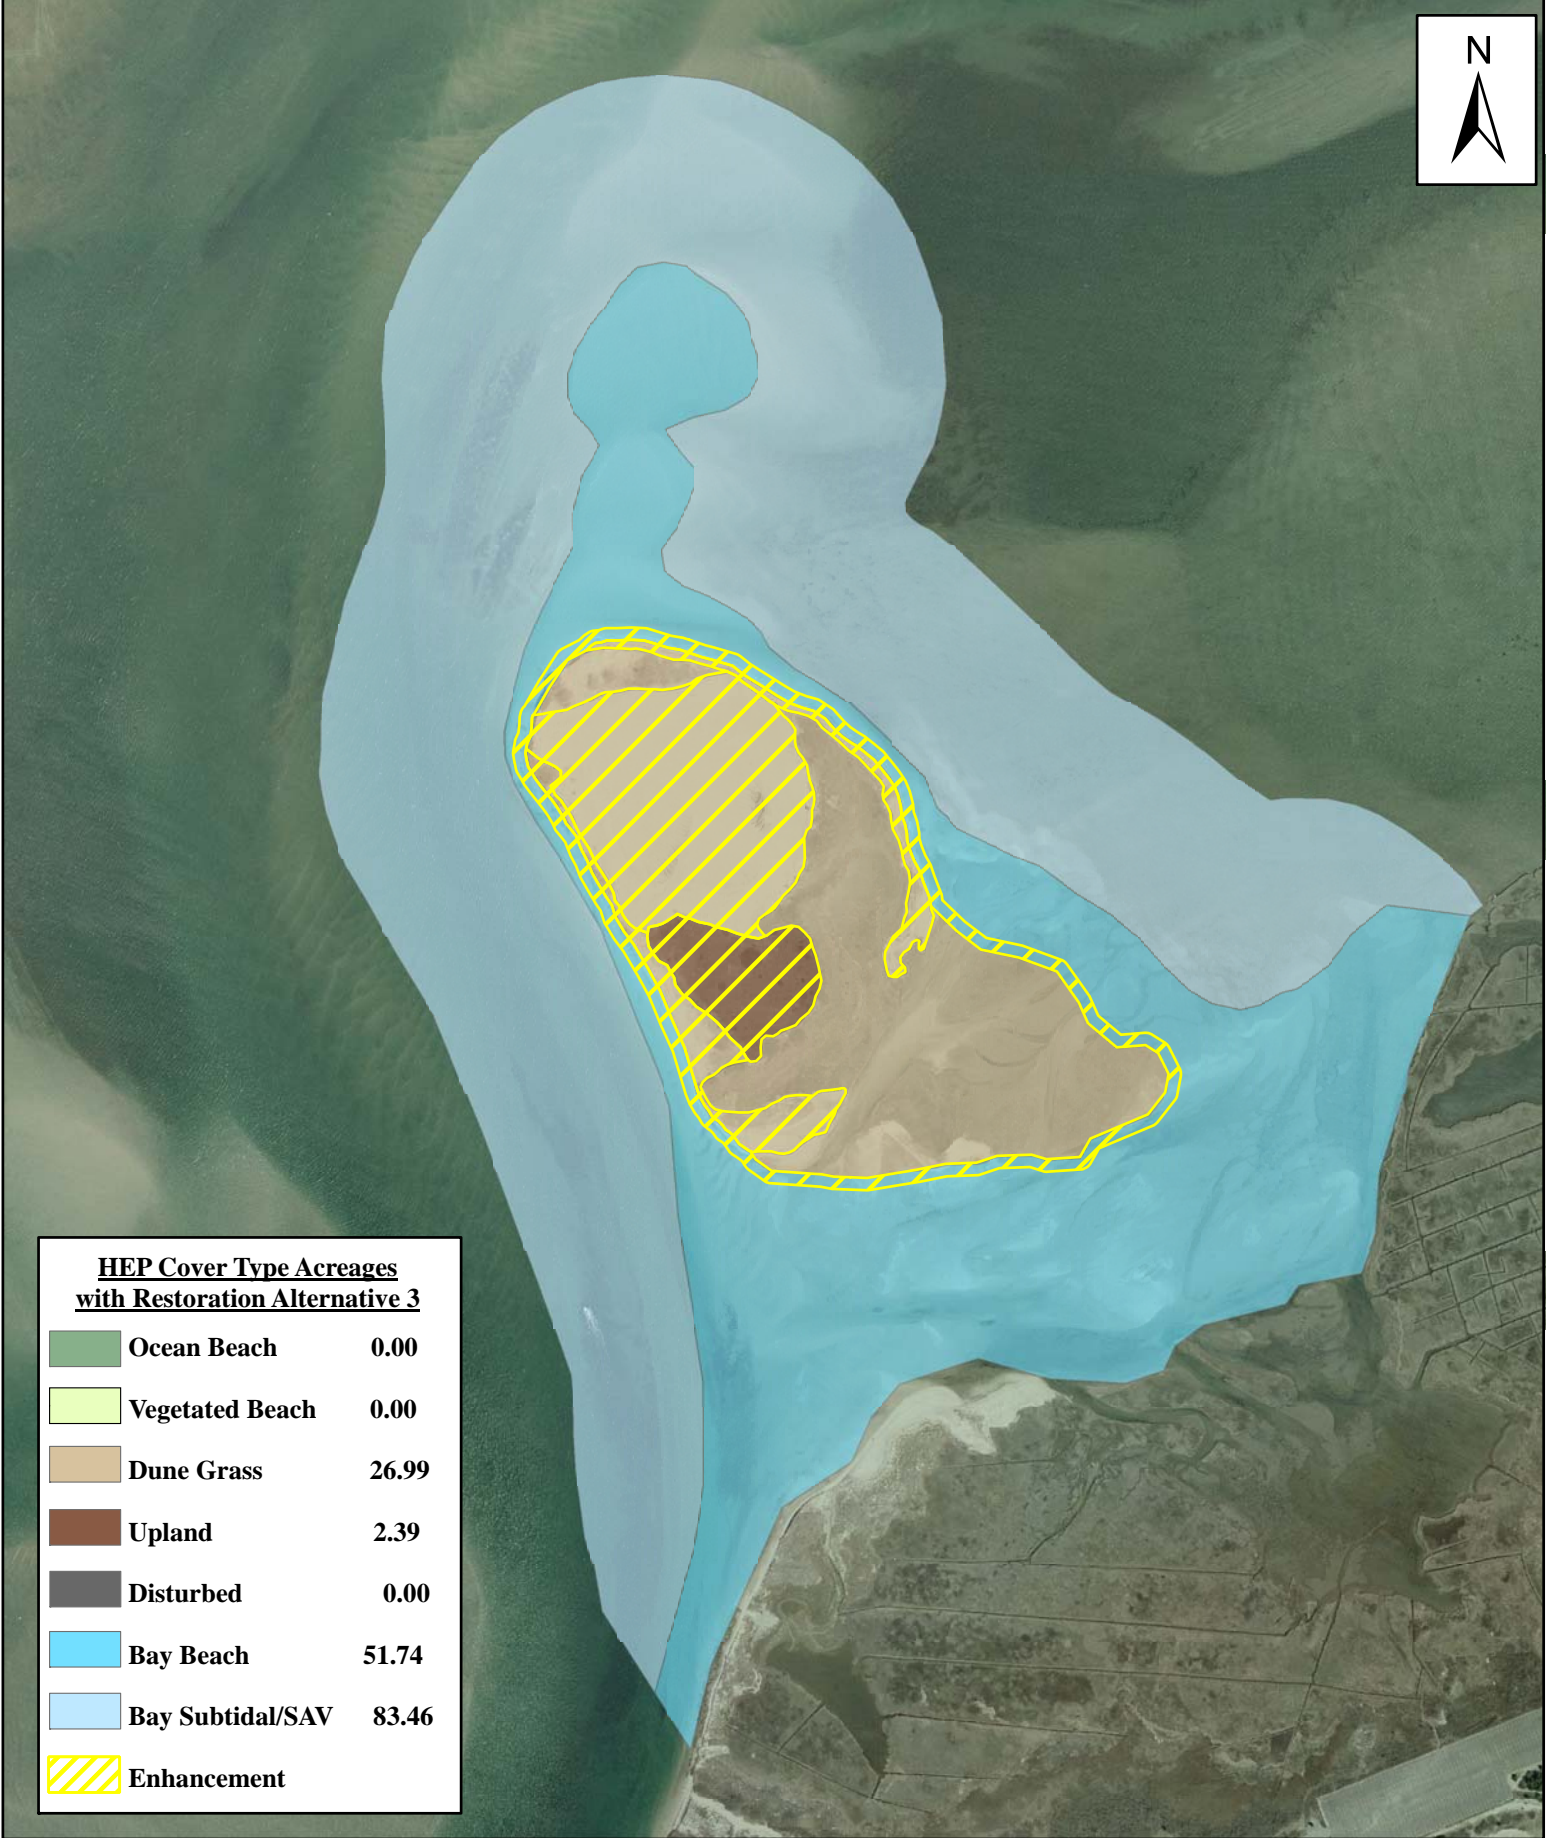 N
HEP Cover Type Acreages
with Restoration Alternative 3
Ocean Beach 0.00
Vegetated Beach 0.00
Dune Grass 26.99
Upland 2.39
Disturbed 0.00
Bay Beach 51.74
Bay Subtidal/SAV 83.46
Enhancement